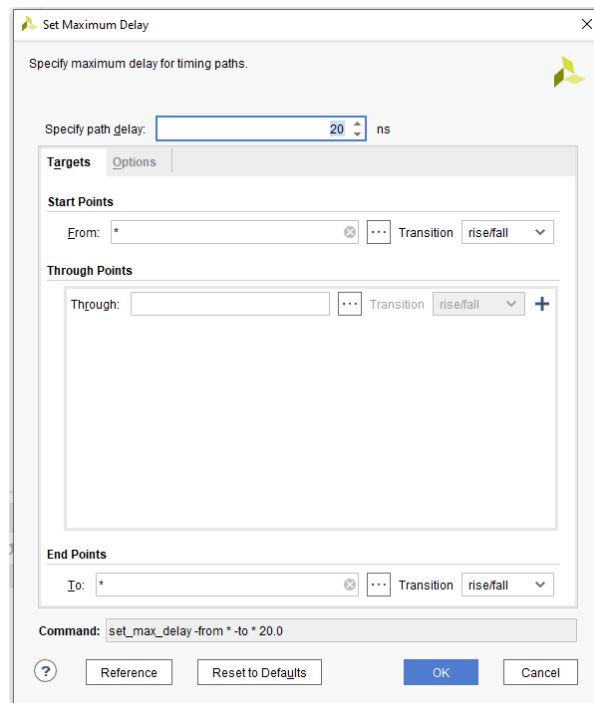 Set Maximum Delay
Specify maximum delay for timing paths.
Specify path delay: 20 ns
Targets Options
Start Points
From: * ... Transition rise/fall
Through Points
Through: ... Transition rise/fall +
End Points
To: * ... Transition rise/fall
Command: set_max_delay -from * -to * 20.0
? Reference Reset to Defaults OK Cancel